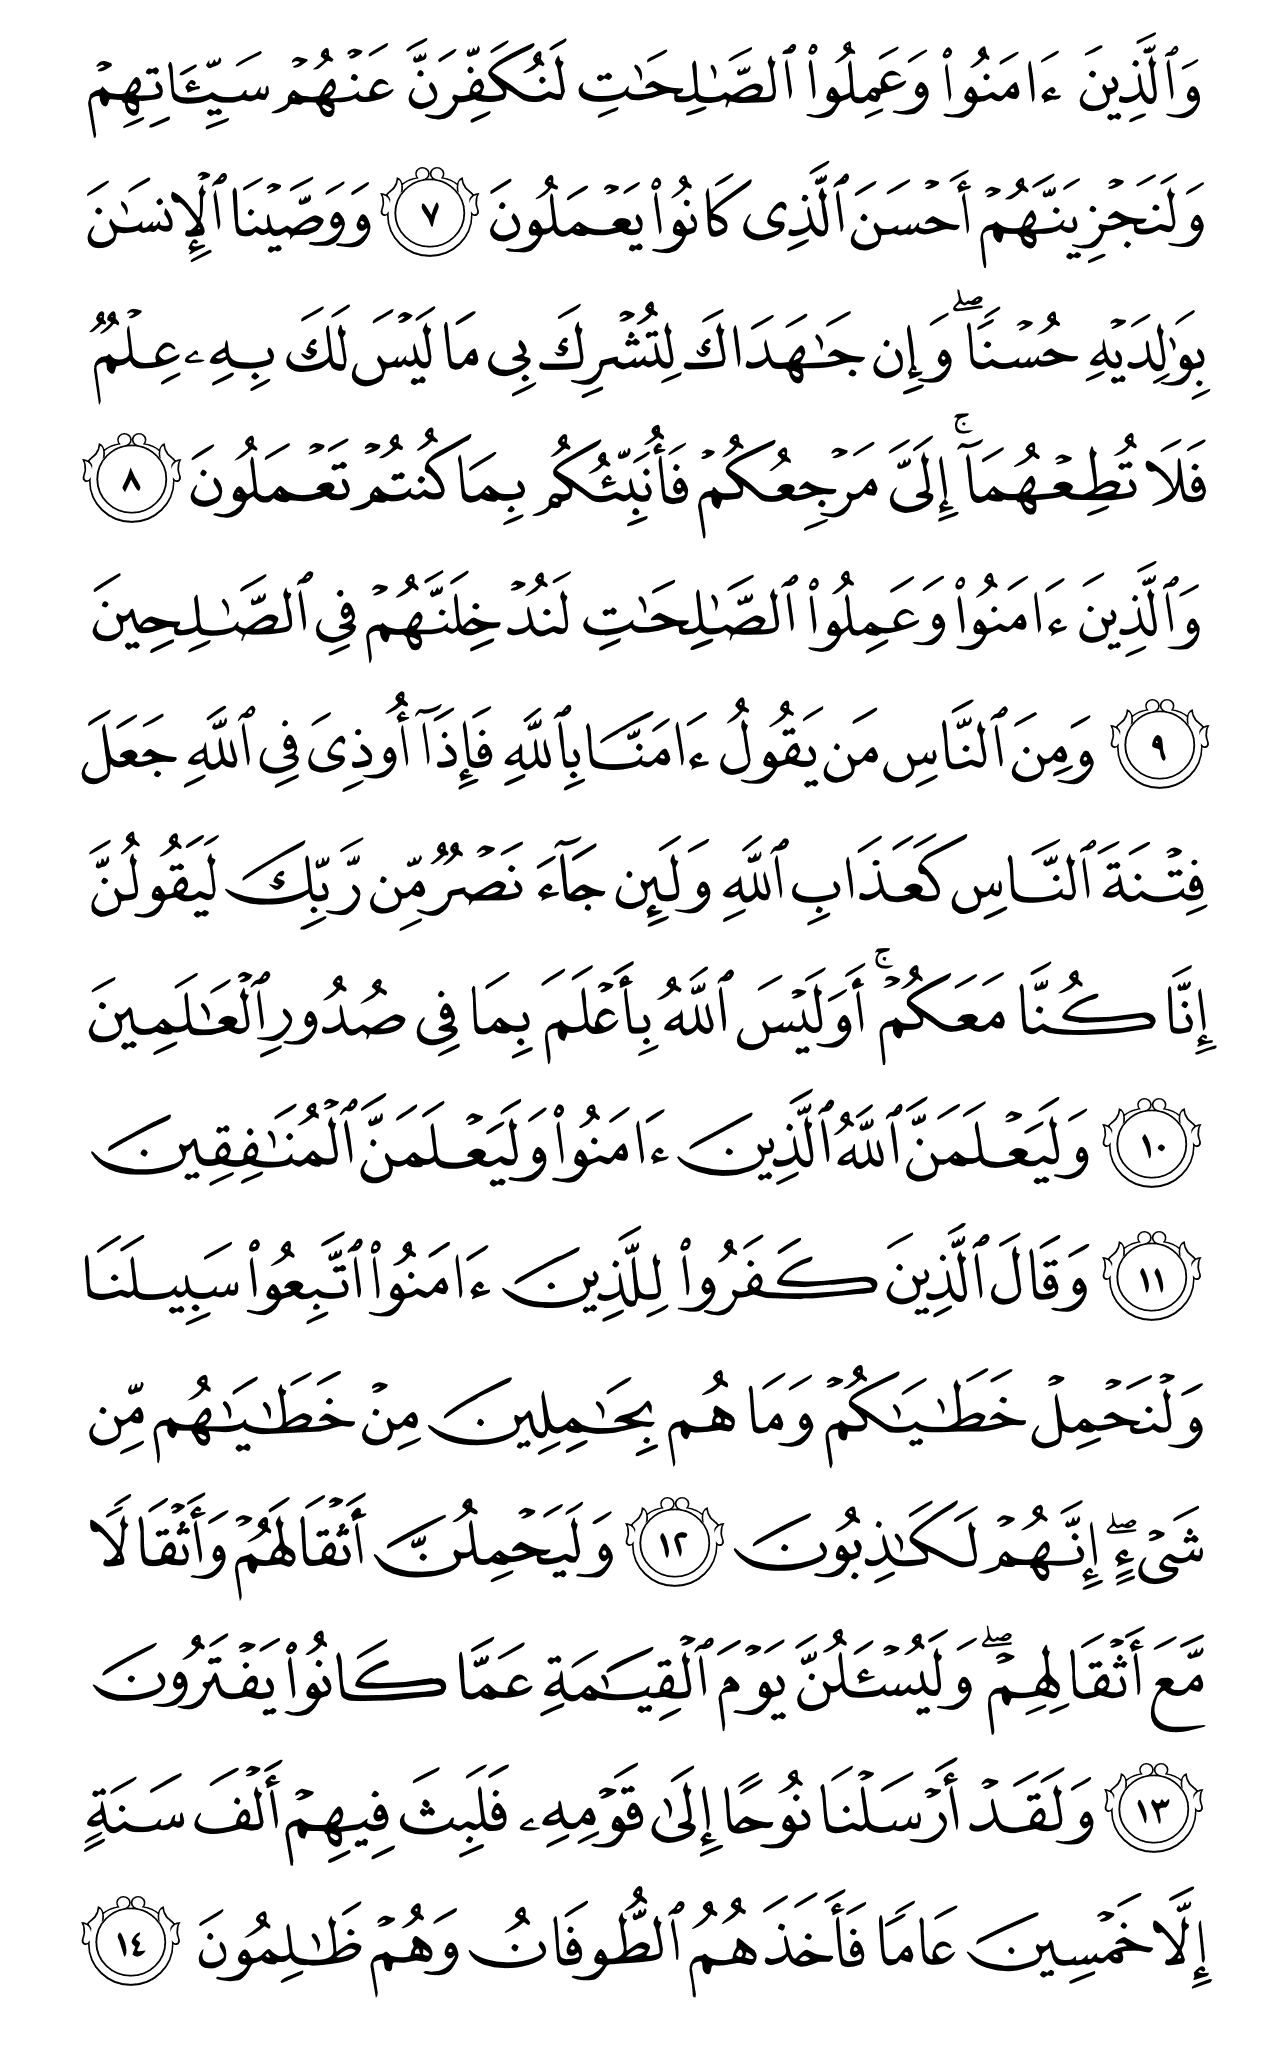 وَٱلَّذِينَ ءَامَنُوا۟ وَعَمِلُوا۟ ٱلصَّـٰلِحَـٰتِ لَنُكَفِّرَنَّ عَنْهُمْ سَيِّـَٔاتِهِمْ
وَلَنَجْزِيَنَّهُمْ أَحْسَنَ ٱلَّذِى كَانُوا۟ يَعْمَلُونَ ٧ وَوَصَّيْنَا ٱلْإِنسَـٰنَ
بِوَٰلِدَيْهِ حُسْنًا ۖ وَإِن جَـٰهَدَاكَ لِتُشْرِكَ بِى مَا لَيْسَ لَكَ بِهِۦ عِلْمٌ
فَلَا تُطِعْهُمَآ ۚ إِلَىَّ مَرْجِعُكُمْ فَأُنَبِّئُكُم بِمَا كُنتُمْ تَعْمَلُونَ ٨
وَٱلَّذِينَ ءَامَنُوا۟ وَعَمِلُوا۟ ٱلصَّـٰلِحَـٰتِ لَنُدْخِلَنَّهُمْ فِى ٱلصَّـٰلِحِينَ
٩ وَمِنَ ٱلنَّاسِ مَن يَقُولُ ءَامَنَّا بِٱللَّهِ فَإِذَآ أُوذِىَ فِى ٱللَّهِ جَعَلَ
فِتْنَةَ ٱلنَّاسِ كَعَذَابِ ٱللَّهِ وَلَئِن جَآءَ نَصْرٌ مِّن رَّبِّكَ لَيَقُولُنَّ
إِنَّا كُنَّا مَعَكُمْ ۚ أَوَلَيْسَ ٱللَّهُ بِأَعْلَمَ بِمَا فِى صُدُورِ ٱلْعَـٰلَمِينَ
١٠ وَلَيَعْلَمَنَّ ٱللَّهُ ٱلَّذِينَ ءَامَنُوا۟ وَلَيَعْلَمَنَّ ٱلْمُنَـٰفِقِينَ
١١ وَقَالَ ٱلَّذِينَ كَفَرُوا۟ لِلَّذِينَ ءَامَنُوا۟ ٱتَّبِعُوا۟ سَبِيلَنَا
وَلْنَحْمِلْ خَطَـٰيَـٰكُمْ وَمَا هُم بِحَـٰمِلِينَ مِنْ خَطَـٰيَـٰهُم مِّن
شَىْءٍ ۖ إِنَّهُمْ لَكَـٰذِبُونَ ١٢ وَلَيَحْمِلُنَّ أَثْقَالَهُمْ وَأَثْقَالًا
مَّعَ أَثْقَالِهِمْ ۖ وَلَيُسْـَٔلُنَّ يَوْمَ ٱلْقِيَـٰمَةِ عَمَّا كَانُوا۟ يَفْتَرُونَ
١٣ وَلَقَدْ أَرْسَلْنَا نُوحًا إِلَىٰ قَوْمِهِۦ فَلَبِثَ فِيهِمْ أَلْفَ سَنَةٍ
إِلَّا خَمْسِينَ عَامًا فَأَخَذَهُمُ ٱلطُّوفَانُ وَهُمْ ظَـٰلِمُونَ ١٤